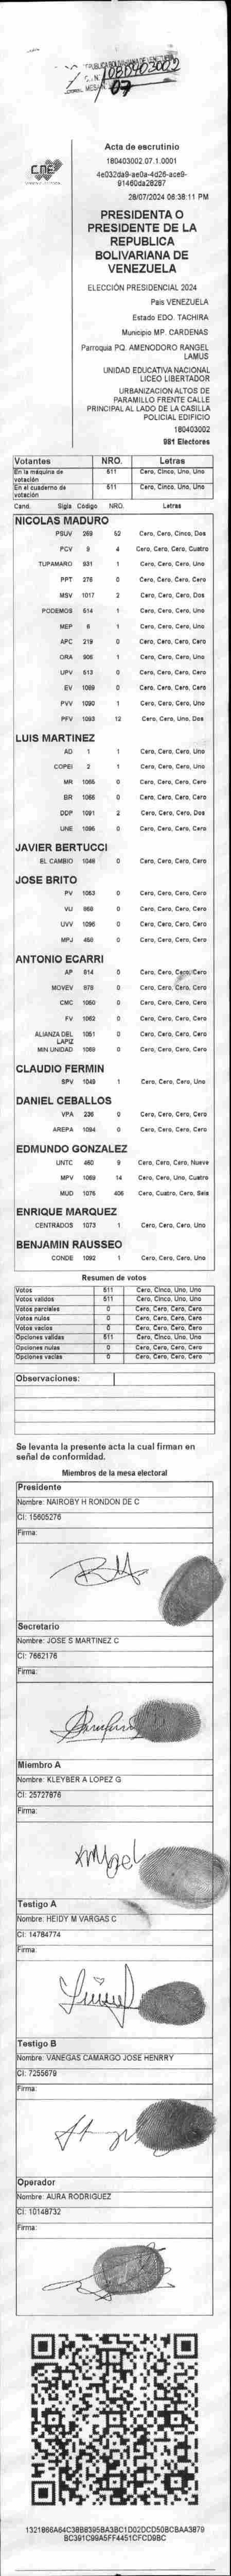 07
CNE
Acta de escrutinio
180403002.07.1.0001
4e032da9-ae0a-4d26-ace9-
91460da28287
28/07/2024 06:38:11 PM
PRESIDENTA O
PRESIDENTE DE LA
REPUBLICA
BOLIVARIANA DE
VENEZUELA
ELECCIÓN PRESIDENCIAL 2024
País VENEZUELA
Estado EDO. TACHIRA
Municipio MP. CARDENAS
Parroquia PQ. AMENODORO RANGEL
LAMUS
UNIDAD EDUCATIVA NACIONAL
LICEO LIBERTADOR
URBANIZACION ALTOS DE
PARAMILLO FRENTE CALLE
PRINCIPAL AL LADO DE LA CASILLA
POLICIAL EDIFICIO
180403002
981 Electores
Votantes NRO. Letras
En la máquina de votación 511 Cero, Cinco, Uno, Uno
En el cuaderno de votación 511 Cero, Cinco, Uno, Uno
Cand. Sigla Código NRO. Letras
NICOLAS MADURO
PSUV 269 52 Cero, Cero, Cinco, Dos
PCV 9 4 Cero, Cero, Cero, Cuatro
TUPAMARO 931 1 Cero, Cero, Cero, Uno
PPT 276 0 Cero, Cero, Cero, Cero
MSV 1017 2 Cero, Cero, Cero, Dos
PODEMOS 514 1 Cero, Cero, Cero, Uno
MEP 6 1 Cero, Cero, Cero, Uno
APC 219 0 Cero, Cero, Cero, Cero
ORA 906 1 Cero, Cero, Cero, Uno
UPV 513 0 Cero, Cero, Cero, Cero
EV 1089 0 Cero, Cero, Cero, Cero
PVV 1090 1 Cero, Cero, Cero, Uno
PFV 1093 12 Cero, Cero, Uno, Dos
LUIS MARTINEZ
AD 1 1 Cero, Cero, Cero, Uno
COPEI 2 1 Cero, Cero, Cero, Uno
MR 1065 0 Cero, Cero, Cero, Cero
BR 1066 0 Cero, Cero, Cero, Cero
DDP 1091 2 Cero, Cero, Cero, Dos
UNE 1095 0 Cero, Cero, Cero, Cero
JAVIER BERTUCCI
EL CAMBIO 1048 0 Cero, Cero, Cero, Cero
JOSE BRITO
PV 1053 0 Cero, Cero, Cero, Cero
VU 868 0 Cero, Cero, Cero, Cero
UVV 1096 0 Cero, Cero, Cero, Cero
MPJ 458 0 Cero, Cero, Cero, Cero
ANTONIO ECARRI
AP 914 0 Cero, Cero, Cero, Cero
MOVEV 978 0 Cero, Cero, Cero, Cero
CMC 1050 0 Cero, Cero, Cero, Cero
FV 1062 0 Cero, Cero, Cero, Cero
ALIANZA DEL LAPIZ 1051 0 Cero, Cero, Cero, Cero
MIN UNIDAD 1069 0 Cero, Cero, Cero, Cero
CLAUDIO FERMIN
SPV 1049 1 Cero, Cero, Cero, Uno
DANIEL CEBALLOS
VPA 230 0 Cero, Cero, Cero, Cero
AREPA 1094 0 Cero, Cero, Cero, Cero
EDMUNDO GONZALEZ
UNTC 460 9 Cero, Cero, Cero, Nueve
MPV 1069 14 Cero, Cero, Uno, Cuatro
MUD 1076 406 Cero, Cuatro, Cero, Seis
ENRIQUE MARQUEZ
CENTRADOS 1073 1 Cero, Cero, Cero, Uno
BENJAMIN RAUSSEO
CONDE 1092 1 Cero, Cero, Cero, Uno
Resumen de votos
Votos 511 Cero, Cinco, Uno, Uno
Votos validos 511 Cero, Cinco, Uno, Uno
Votos parciales 0 Cero, Cero, Cero, Cero
Votos nulos 0 Cero, Cero, Cero, Cero
Votos vacios 0 Cero, Cero, Cero, Cero
Opciones validas 511 Cero, Cinco, Uno, Uno
Opciones nulas 0 Cero, Cero, Cero, Cero
Opciones vacias 0 Cero, Cero, Cero, Cero
Observaciones:
Se levanta la presente acta la cual firman en
señal de conformidad.
Miembros de la mesa electoral
Presidente
Nombre: NAIROBY H RONDON DE C
CI: 15605276
Firma:
Secretario
Nombre: JOSE S MARTINEZ C
CI: 7662176
Firma:
Miembro A
Nombre: KLEYBER A LOPEZ G
CI: 25727876
Firma:
Testigo A
Nombre: HEIDY M VARGAS C
CI: 14784774
Firma:
Testigo B
Nombre: VANEGAS CAMARGO JOSE HENRRY
CI: 7255679
Firma:
Operador
Nombre: AURA RODRIGUEZ
CI: 10148732
Firma:
1321866A64C38B8395BA3BC1D02DCD50BCBAA3879
BC391C99A5FF4451CFCD9BC